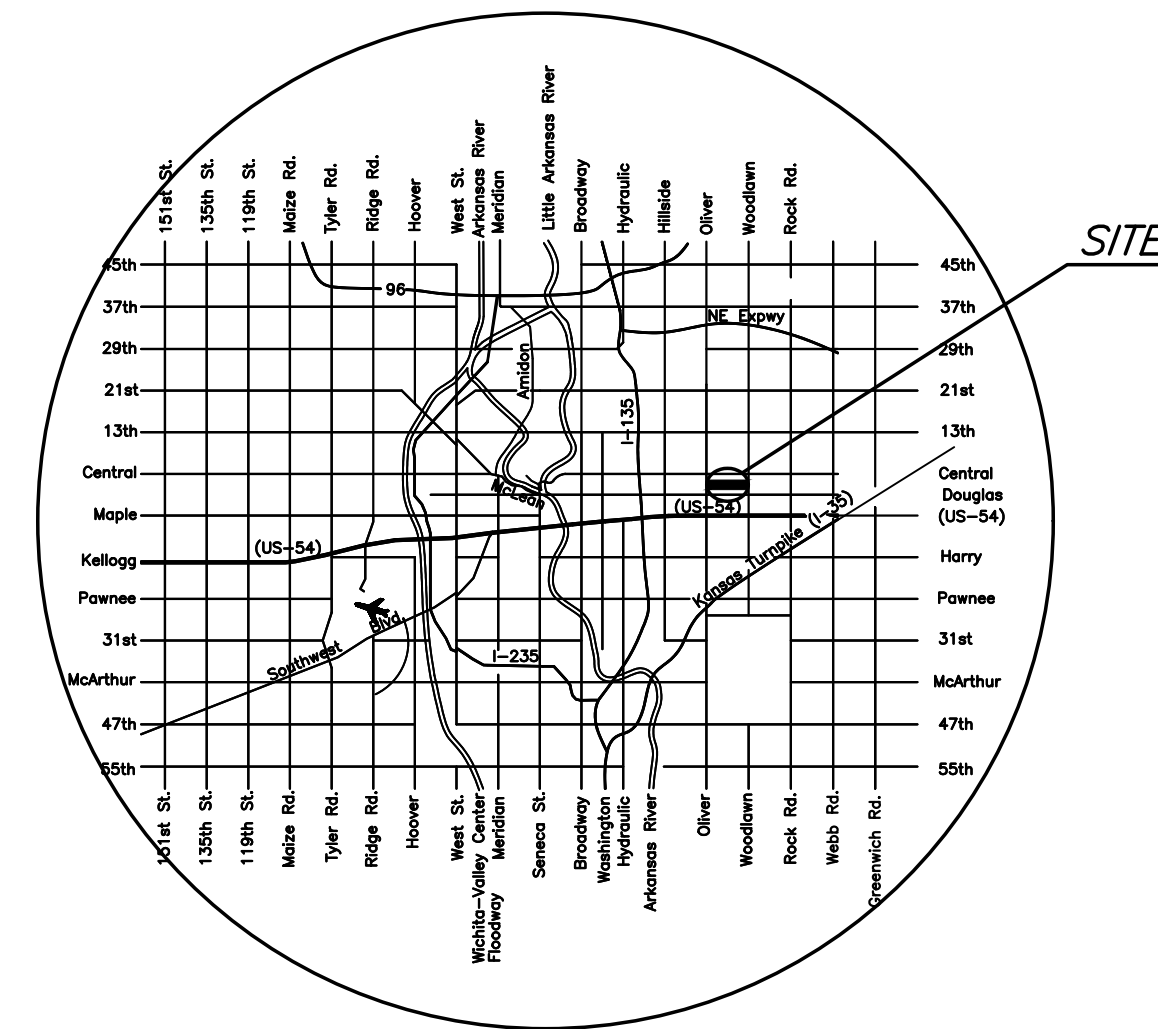 151st St.
135th St.
119th St.
Maize Rd.
Tyler Rd.
Ridge Rd.
Hoover
West St.
Arkansas River
Meridian
Little Arkansas River
Broadway
Hydraulic
Hillside
Oliver
Woodlawn
Rock Rd.
SITE
45th
37th
29th
21st
13th
Central
Maple
Kellogg
Pawnee
31st
McArthur
47th
55th
96
NE Expwy
Amidon
I-135
McLean
(US-54)
(US-54)
Kansas Turnpike (I-35)
Southwest Blvd.
I-235
45th
37th
29th
21st
13th
Central
Douglas
(US-54)
Harry
Pawnee
31st
McArthur
47th
55th
151st St.
135th St.
119th St.
Maize Rd.
Tyler Rd.
Ridge Rd.
Hoover
West St.
Wichita-Valley Center
Floodway
Meridian
Seneca St.
Broadway
Washington
Hydraulic
Arkansas River
Oliver
Woodlawn
Rock Rd.
Webb Rd.
Greenwich Rd.